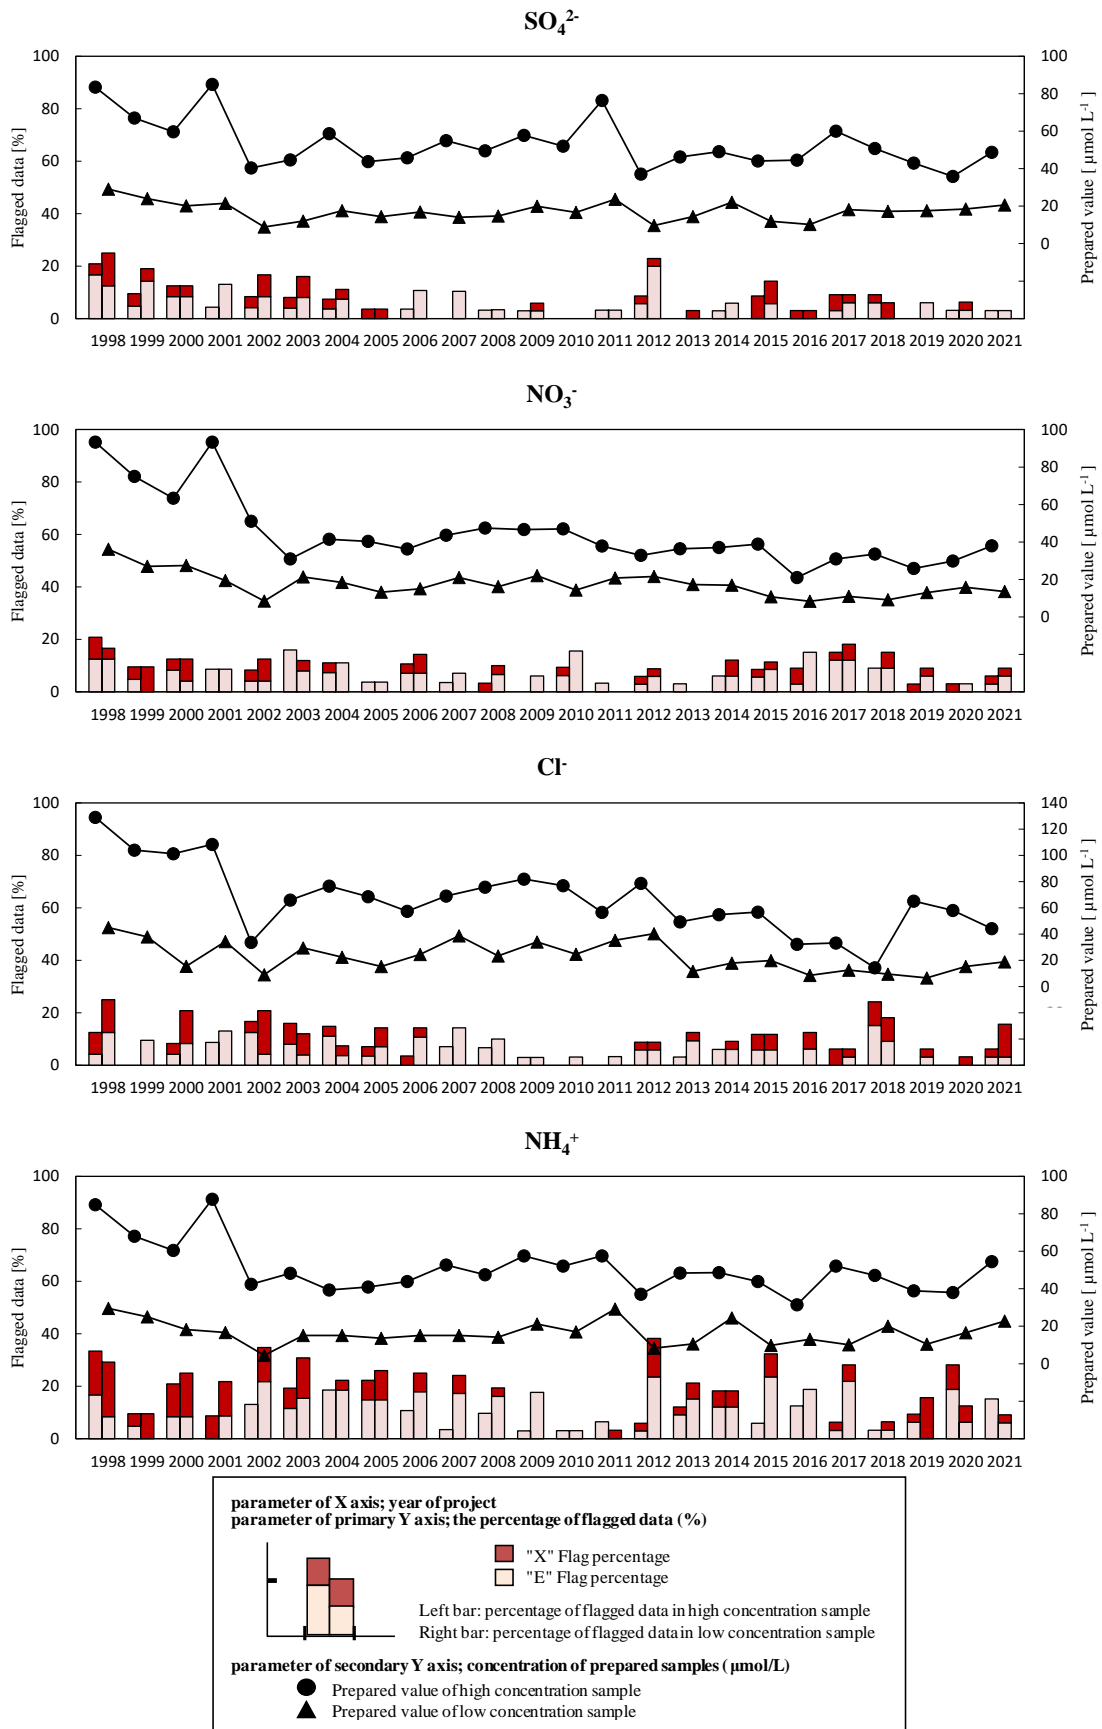 SO₄²⁻
100 100
80 80
60 60
40 40
20 20
0 0
Flagged data [%]
Prepared value [ μmol L⁻¹ ]
1998 1999 2000 2001 2002 2003 2004 2005 2006 2007 2008 2009 2010 2011 2012 2013 2014 2015 2016 2017 2018 2019 2020 2021
NO₃⁻
100 100
80 80
60 60
40 40
20 20
0 0
Flagged data [%]
Prepared value [ μmol L⁻¹ ]
1998 1999 2000 2001 2002 2003 2004 2005 2006 2007 2008 2009 2010 2011 2012 2013 2014 2015 2016 2017 2018 2019 2020 2021
Cl⁻
100 140
80 120
60 100
40 80
20 60
0 40
20
0
Flagged data [%]
Prepared value [ μmol L⁻¹ ]
1998 1999 2000 2001 2002 2003 2004 2005 2006 2007 2008 2009 2010 2011 2012 2013 2014 2015 2016 2017 2018 2019 2020 2021
NH₄⁺
100 100
80 80
60 60
40 40
20 20
0 0
Flagged data [%]
Prepared value [ μmol L⁻¹ ]
1998 1999 2000 2001 2002 2003 2004 2005 2006 2007 2008 2009 2010 2011 2012 2013 2014 2015 2016 2017 2018 2019 2020 2021
parameter of X axis; year of project
parameter of primary Y axis; the percentage of flagged data (%)
"X" Flag percentage
"E" Flag percentage
Left bar: percentage of flagged data in high concentration sample
Right bar: percentage of flagged data in low concentration sample
parameter of secondary Y axis; concentration of prepared samples (μmol/L)
Prepared value of high concentration sample
Prepared value of low concentration sample